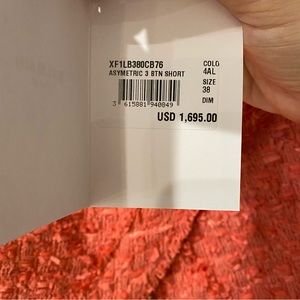 XF1LB380CB76
COLO
ASYMETRIC 3 BTN SHORT
4AL
SIZE
38
3 615881 940849
DIM
USD 1,695.00